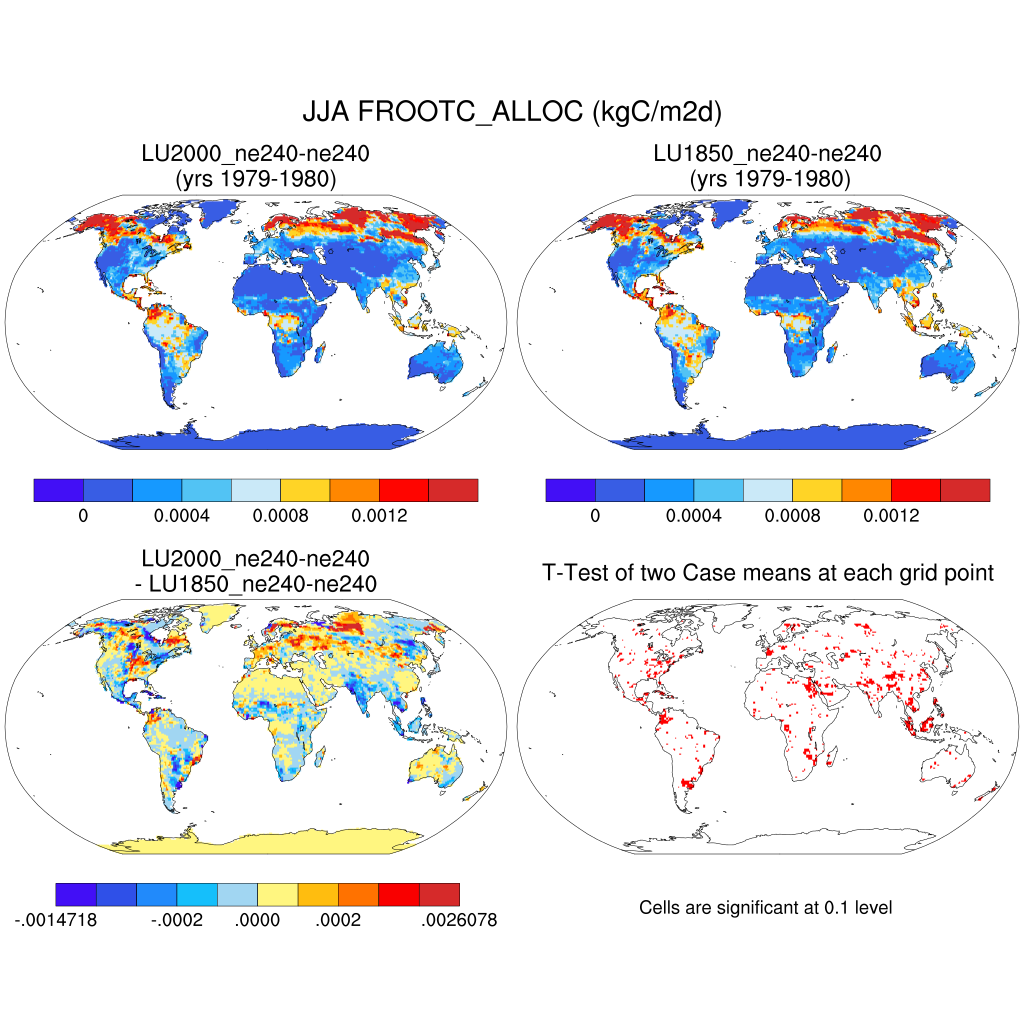 JJA FROOTC_ALLOC (kgC/m2d)
LU2000_ne240-ne240
(yrs 1979-1980)
LU1850_ne240-ne240
(yrs 1979-1980)
0 0.0004 0.0008 0.0012
0 0.0004 0.0008 0.0012
LU2000_ne240-ne240
- LU1850_ne240-ne240
T-Test of two Case means at each grid point
-.0014718 -.0002 .0000 .0002 .0026078
Cells are significant at 0.1 level